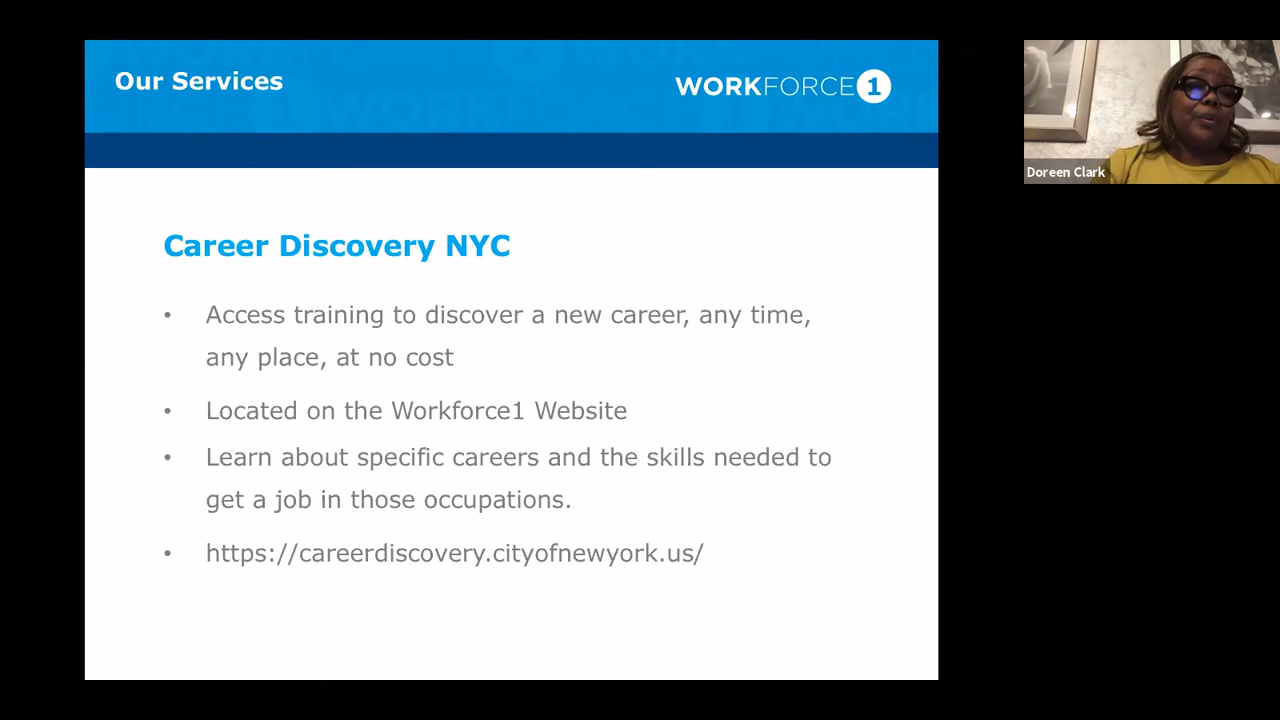 Our Services
WORKFORCE1
Doreen Clark
Career Discovery NYC
• Access training to discover a new career, any time,
any place, at no cost
• Located on the Workforce1 Website
• Learn about specific careers and the skills needed to
get a job in those occupations.
• https://careerdiscovery.cityofnewyork.us/